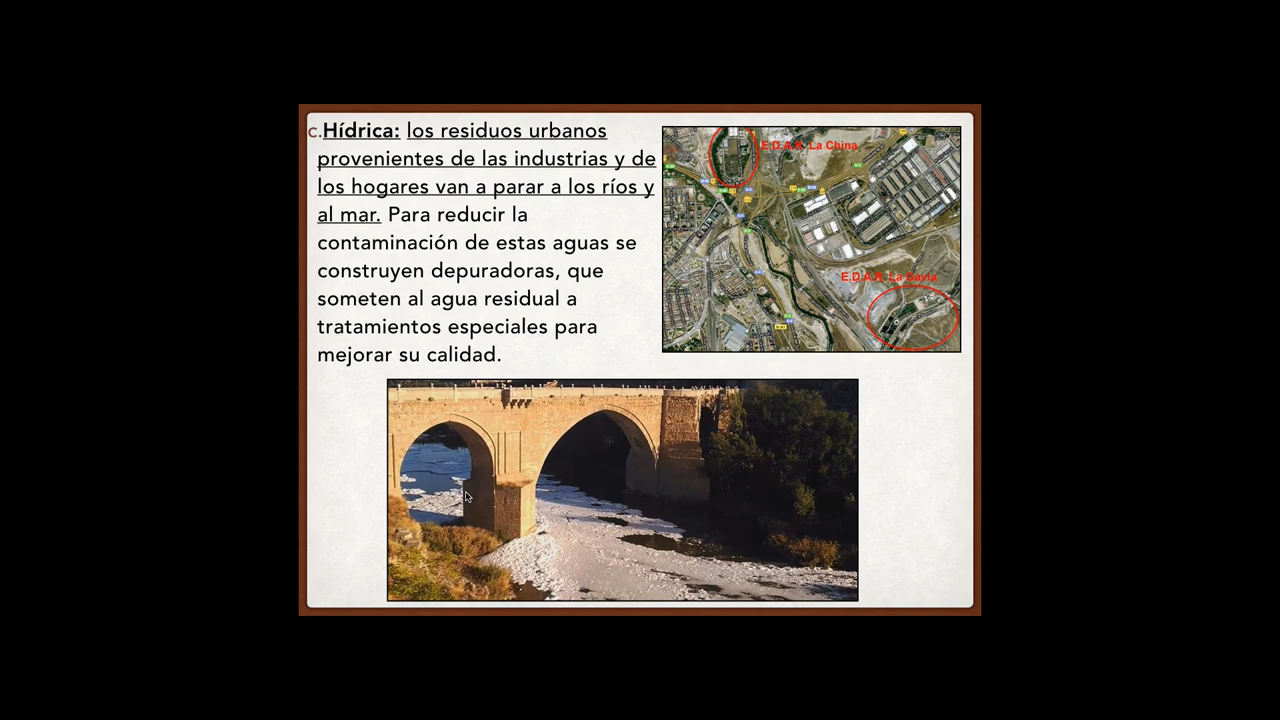 c.Hídrica: los residuos urbanos
provenientes de las industrias y de
los hogares van a parar a los ríos y
al mar. Para reducir la
contaminación de estas aguas se
construyen depuradoras, que
someten al agua residual a
tratamientos especiales para
mejorar su calidad.
E.D.A.R. La China
E.D.A.R. La Gavia